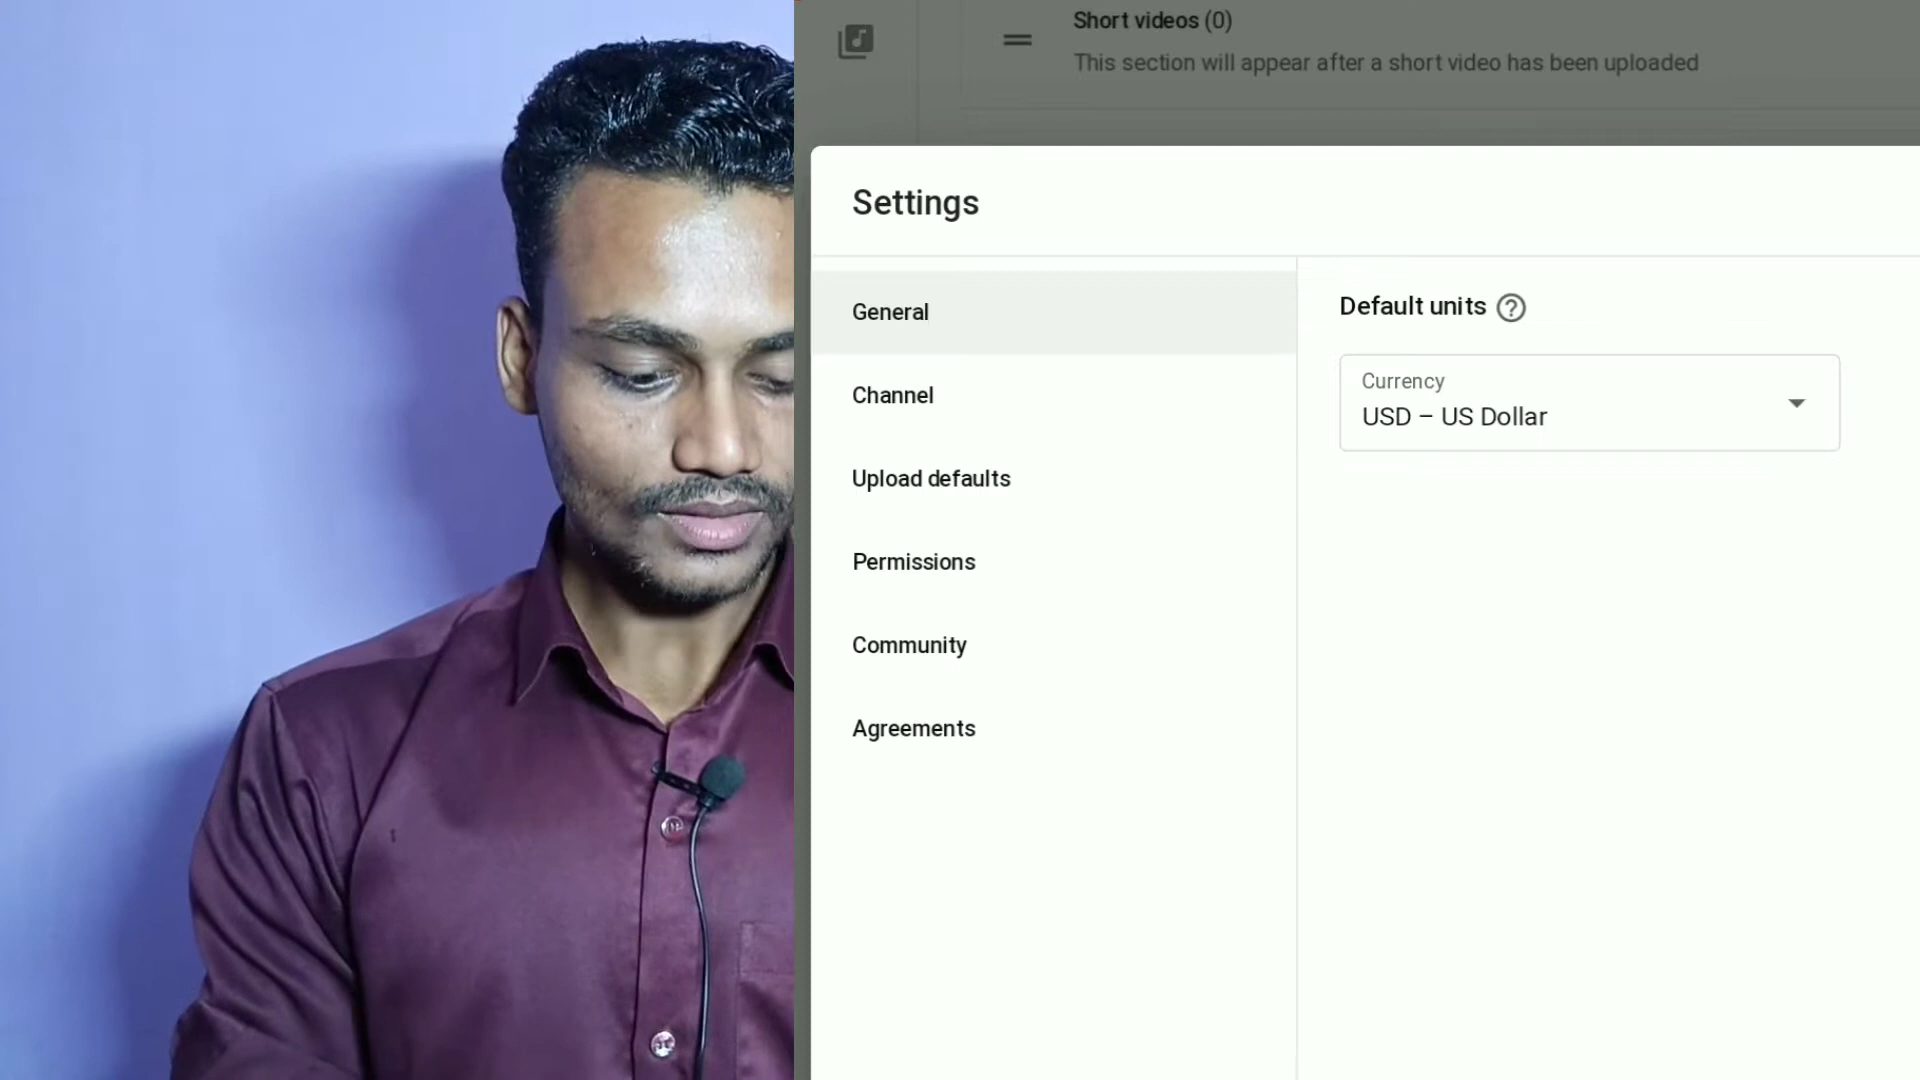 Short videos (0)
This section will appear after a short video has been uploaded
Settings
General
Channel
Upload defaults
Permissions
Community
Agreements
Default units
Currency
USD – US Dollar